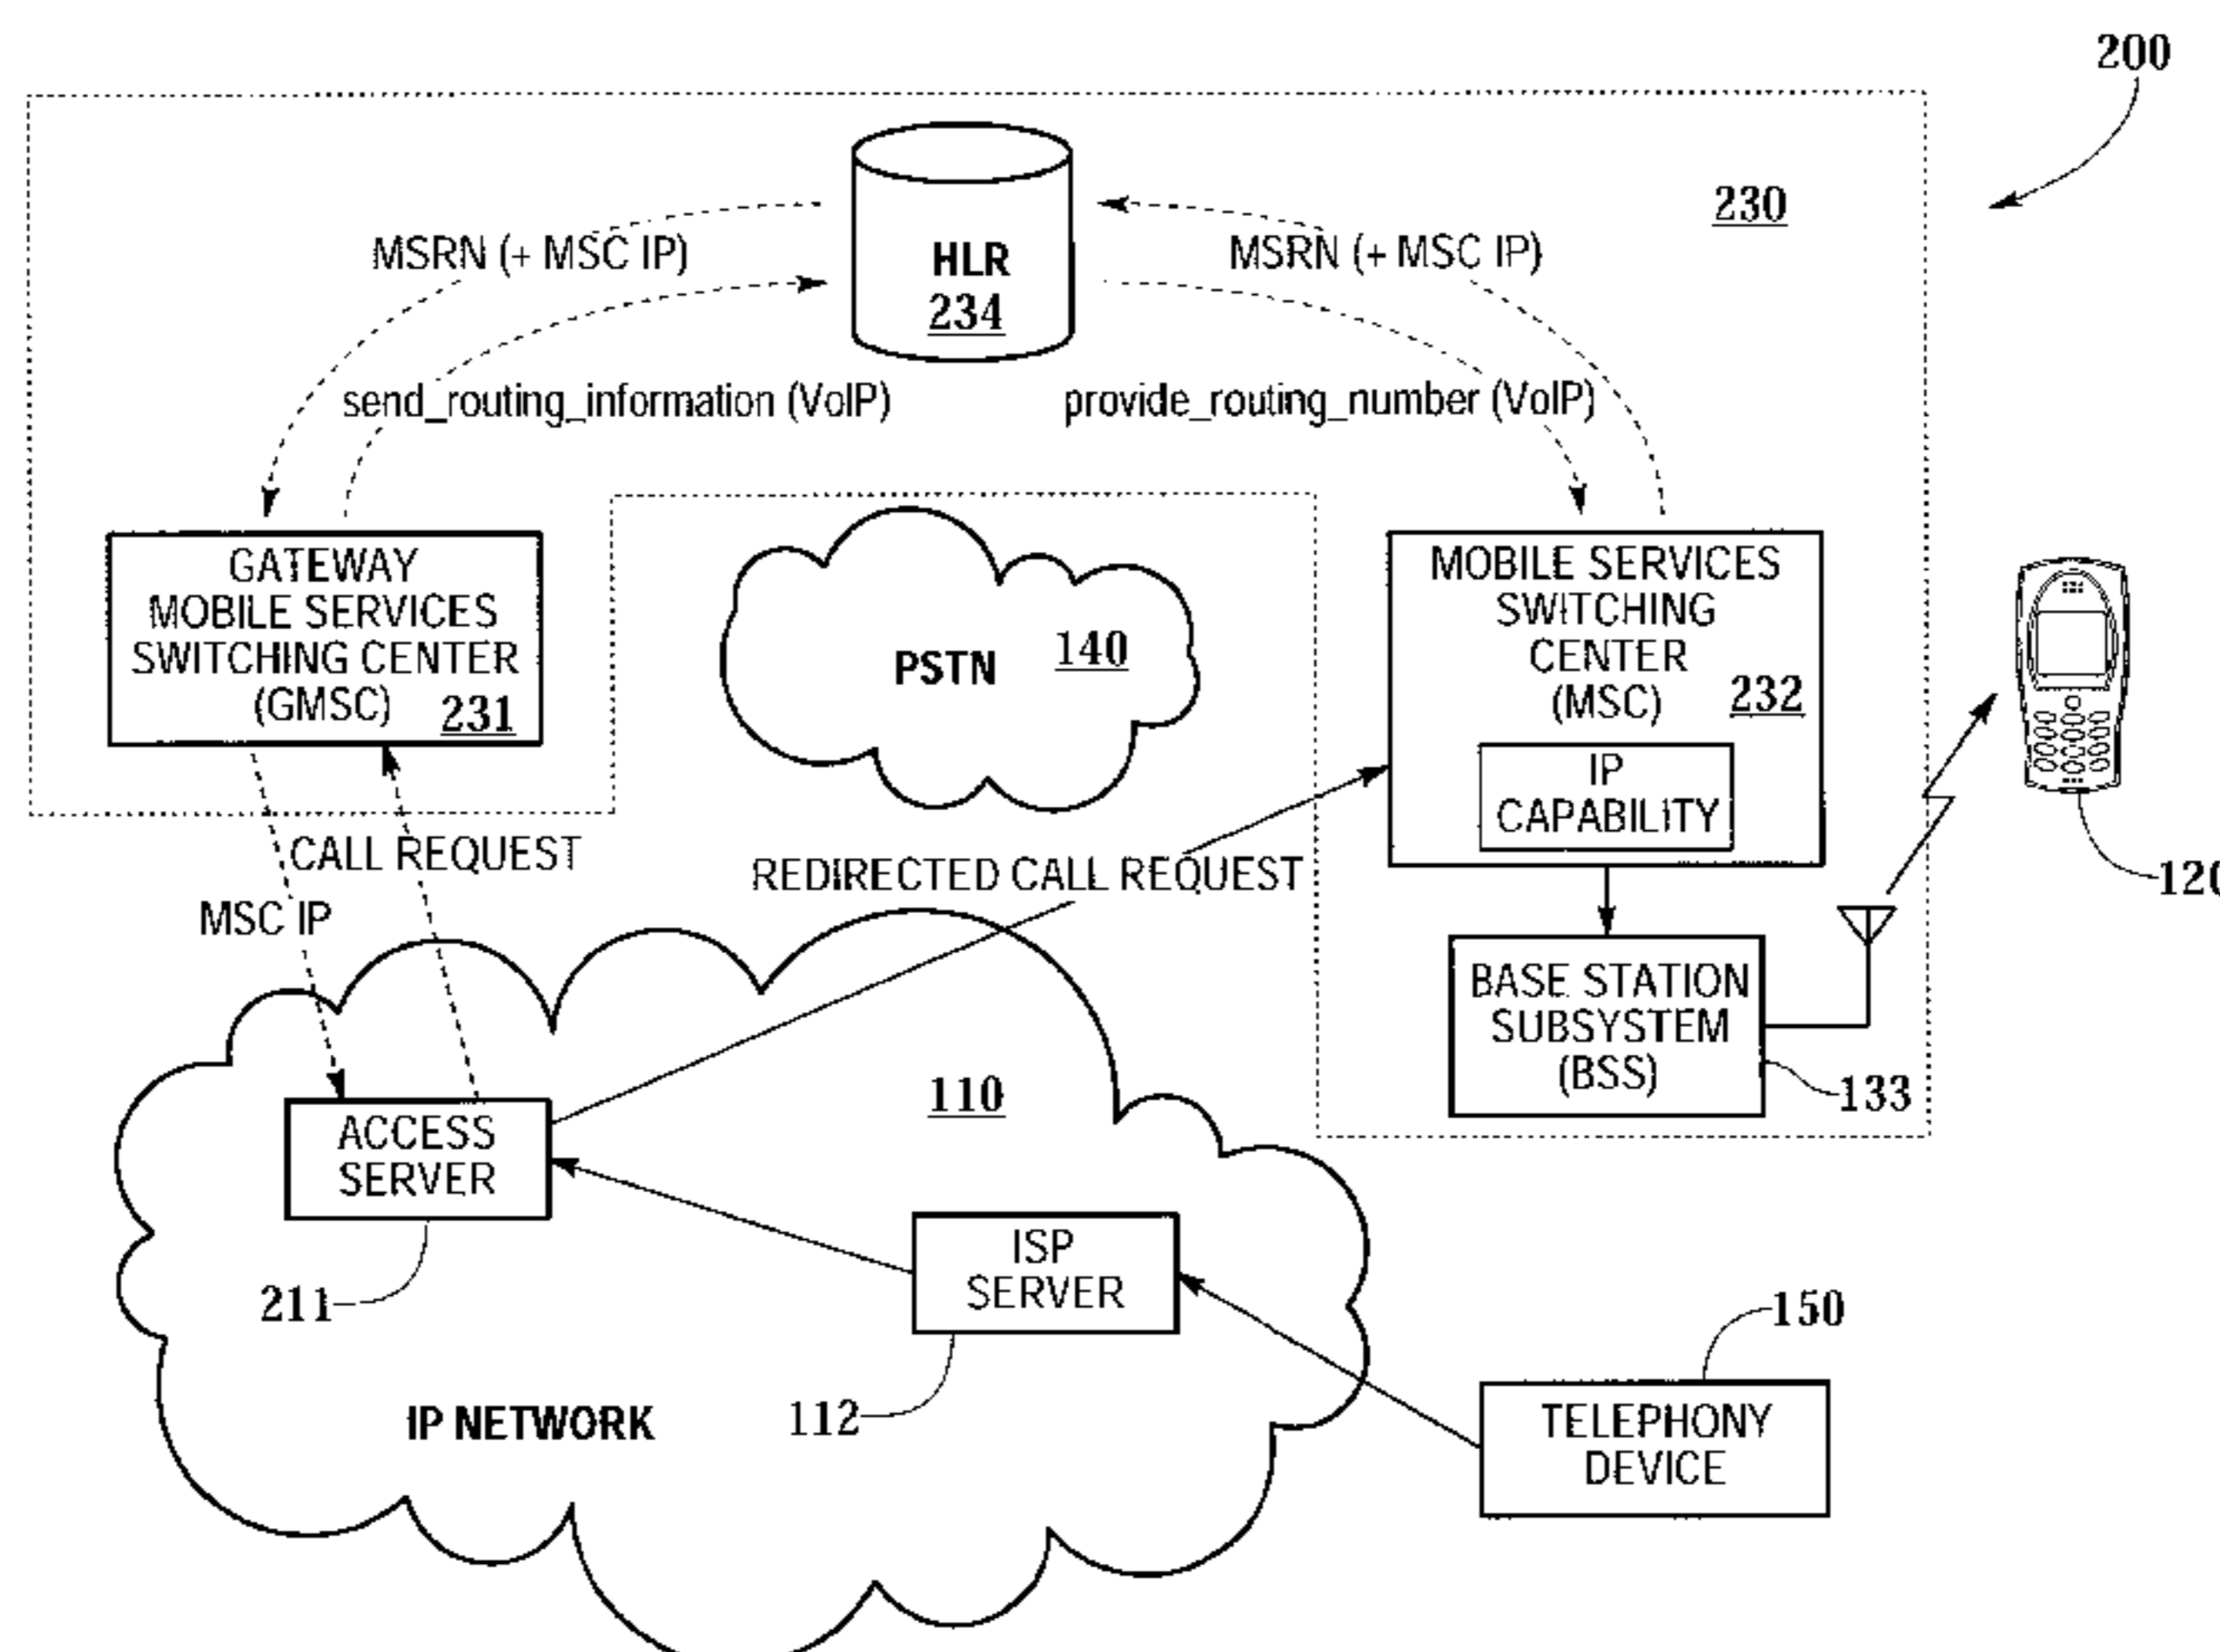 200
230
HLR
234
MSRN (+ MSC IP)
MSRN (+ MSC IP)
send_routing_information (VoIP)
provide_routing_number (VoIP)
GATEWAY
MOBILE SERVICES
SWITCHING CENTER
(GMSC)
231
PSTN
140
MOBILE SERVICES
SWITCHING
CENTER
(MSC)
232
IP
CAPABILITY
120
CALL REQUEST
MSC IP
REDIRECTED CALL REQUEST
BASE STATION
SUBSYSTEM
(BSS)
133
110
ACCESS
SERVER
211
ISP
SERVER
112
IP NETWORK
150
TELEPHONY
DEVICE